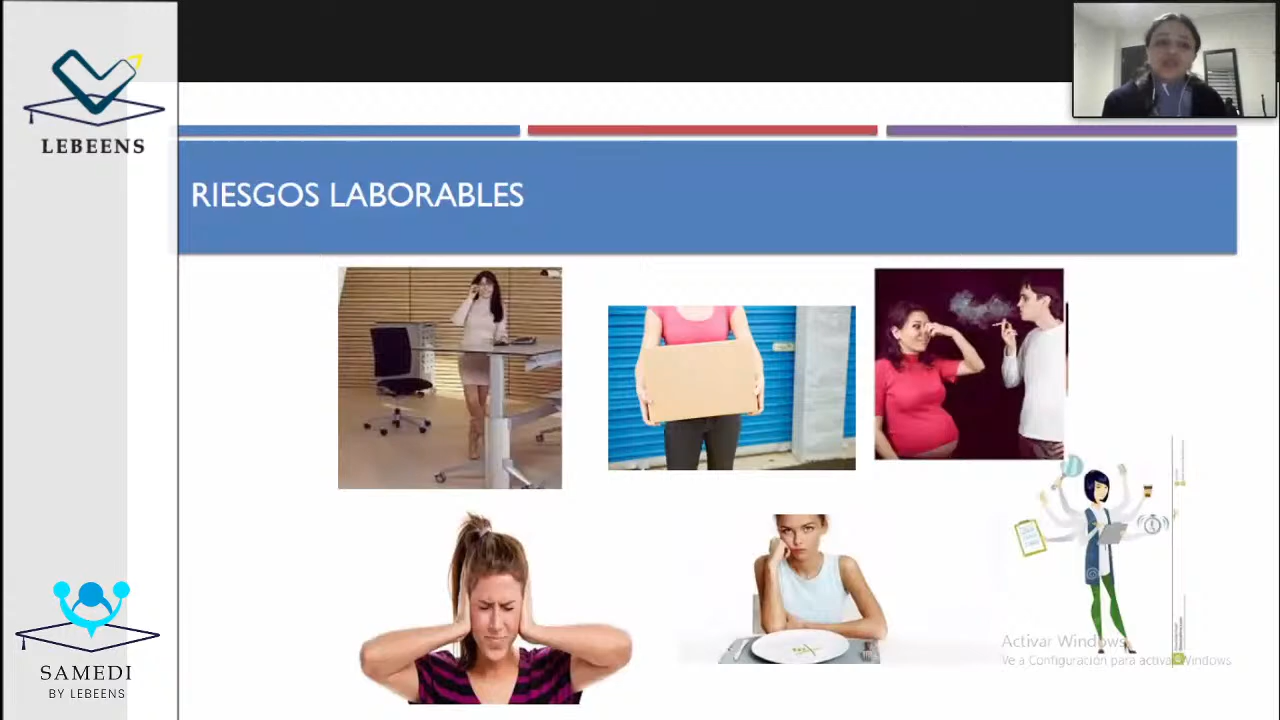 LEBEENS
RIESGOS LABORABLES
Activar Windows
Ve a Configuración para activar Windows
SAMEDI
BY LEBEENS